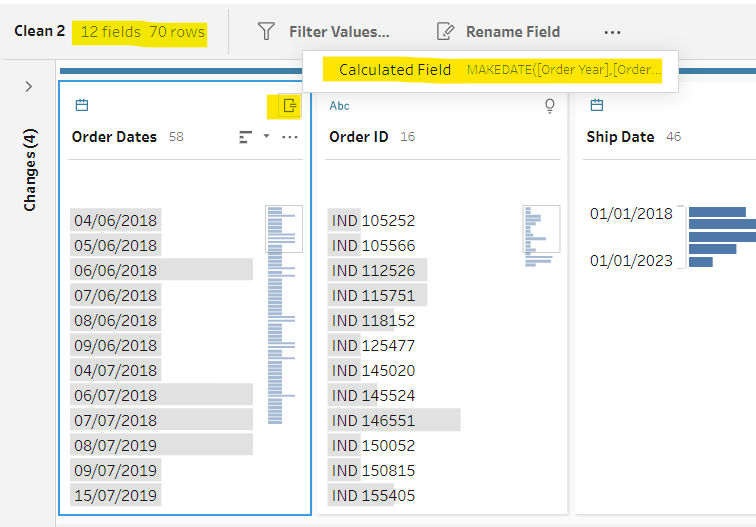 Clean 2 12 fields 70 rows Filter Values... Rename Field ...
Calculated Field MAKEDATE([Order Year],[Order...
Changes (4)
Order Dates 58 ...
04/06/2018
05/06/2018
06/06/2018
07/06/2018
08/06/2018
09/06/2018
04/07/2018
06/07/2018
07/07/2018
08/07/2019
09/07/2019
15/07/2019
Abc
Order ID 16
IND 105252
IND 105566
IND 112526
IND 115751
IND 118152
IND 125477
IND 145020
IND 145524
IND 146551
IND 150052
IND 150815
IND 155405
Ship Date 46
01/01/2018
01/01/2023